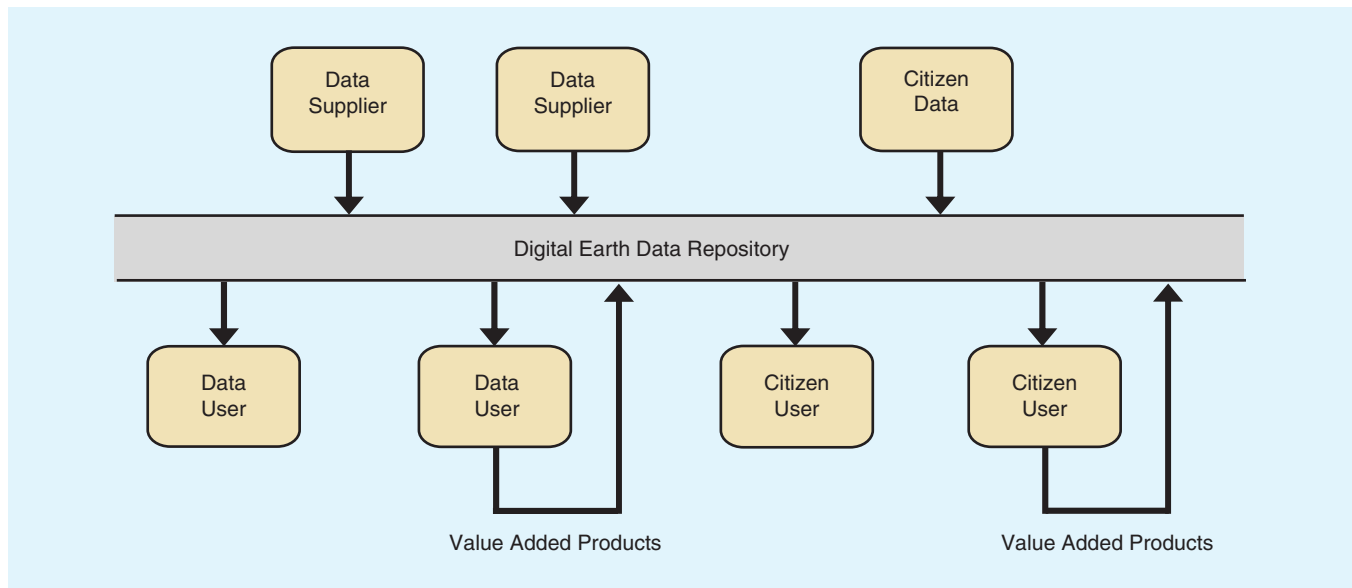 Data
Supplier
Data
Supplier
Citizen
Data
Digital Earth Data Repository
Data
User
Data
User
Citizen
User
Citizen
User
Value Added Products
Value Added Products